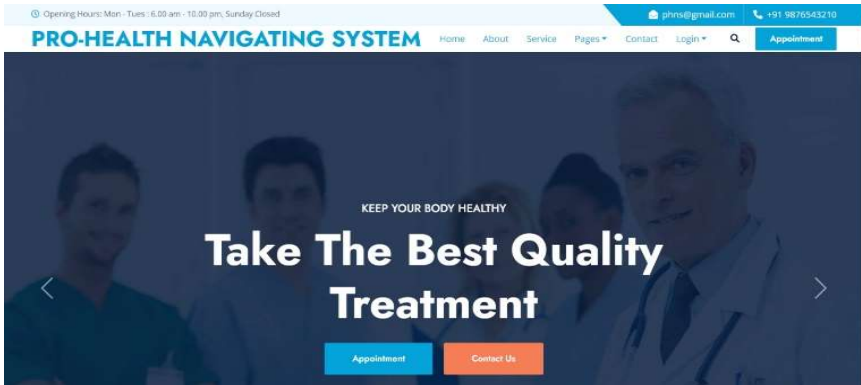 Opening Hours: Mon - Tues : 6.00 am - 10.00 pm, Sunday Closed
phns@gmail.com
+91 9876543210
PRO-HEALTH NAVIGATING SYSTEM
Home About Service Pages Contact Login Appointment
KEEP YOUR BODY HEALTHY
Take The Best Quality
Treatment
Appointment
Contact Us